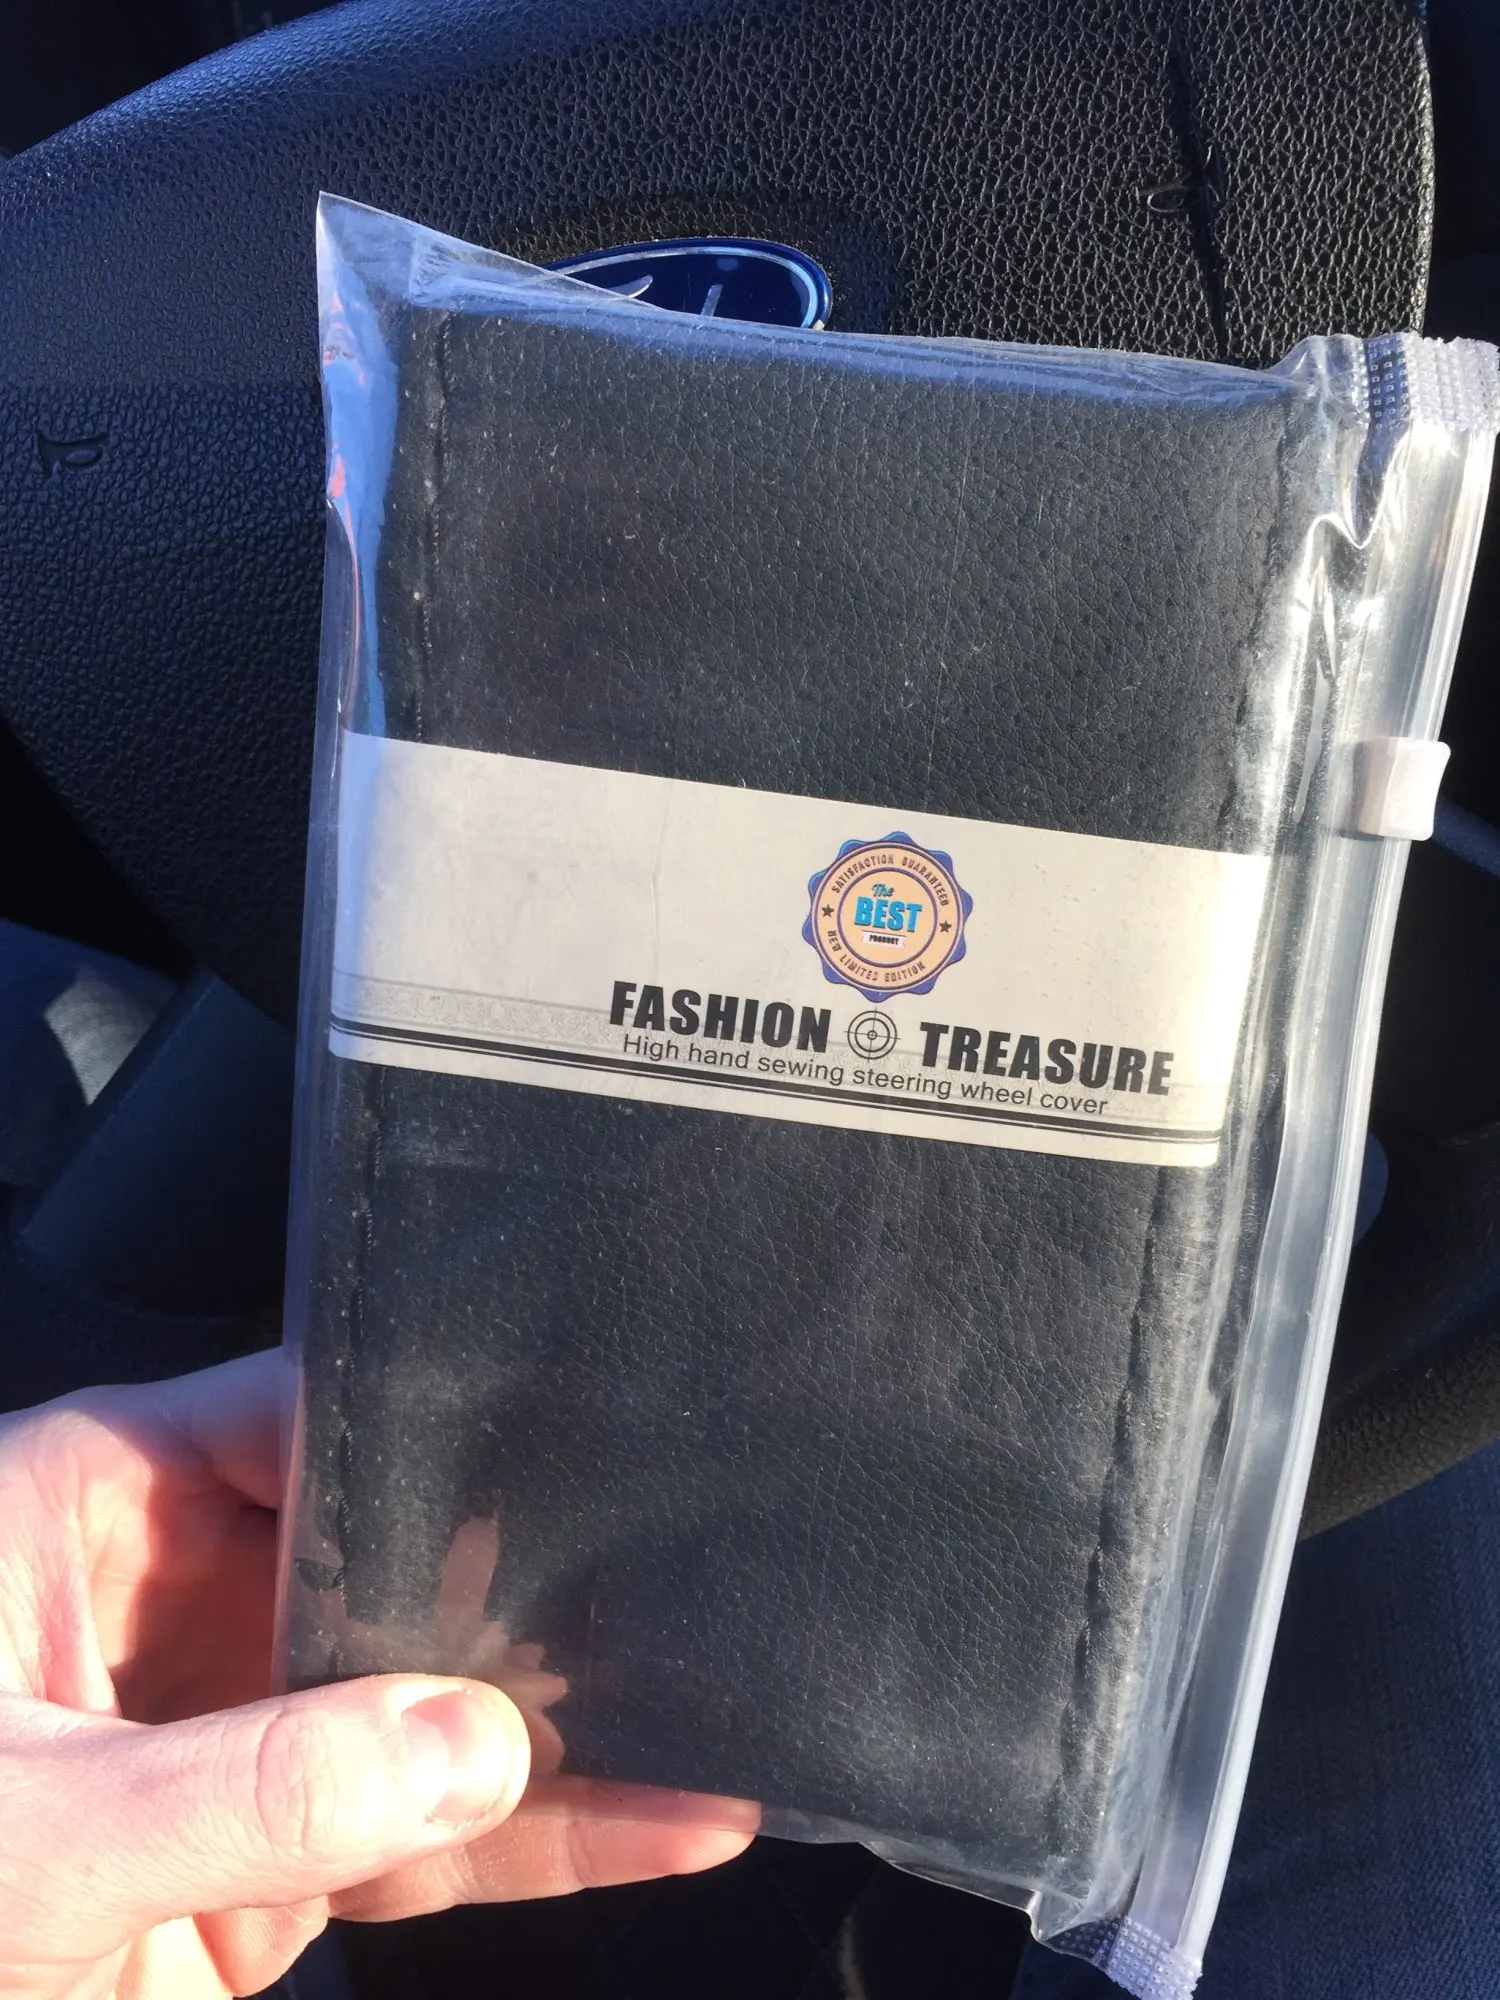 SATISFACTION GUARANTEED
The
BEST
PRODUCT
NEW LIMITED EDITION
FASHION TREASURE
High hand sewing steering wheel cover